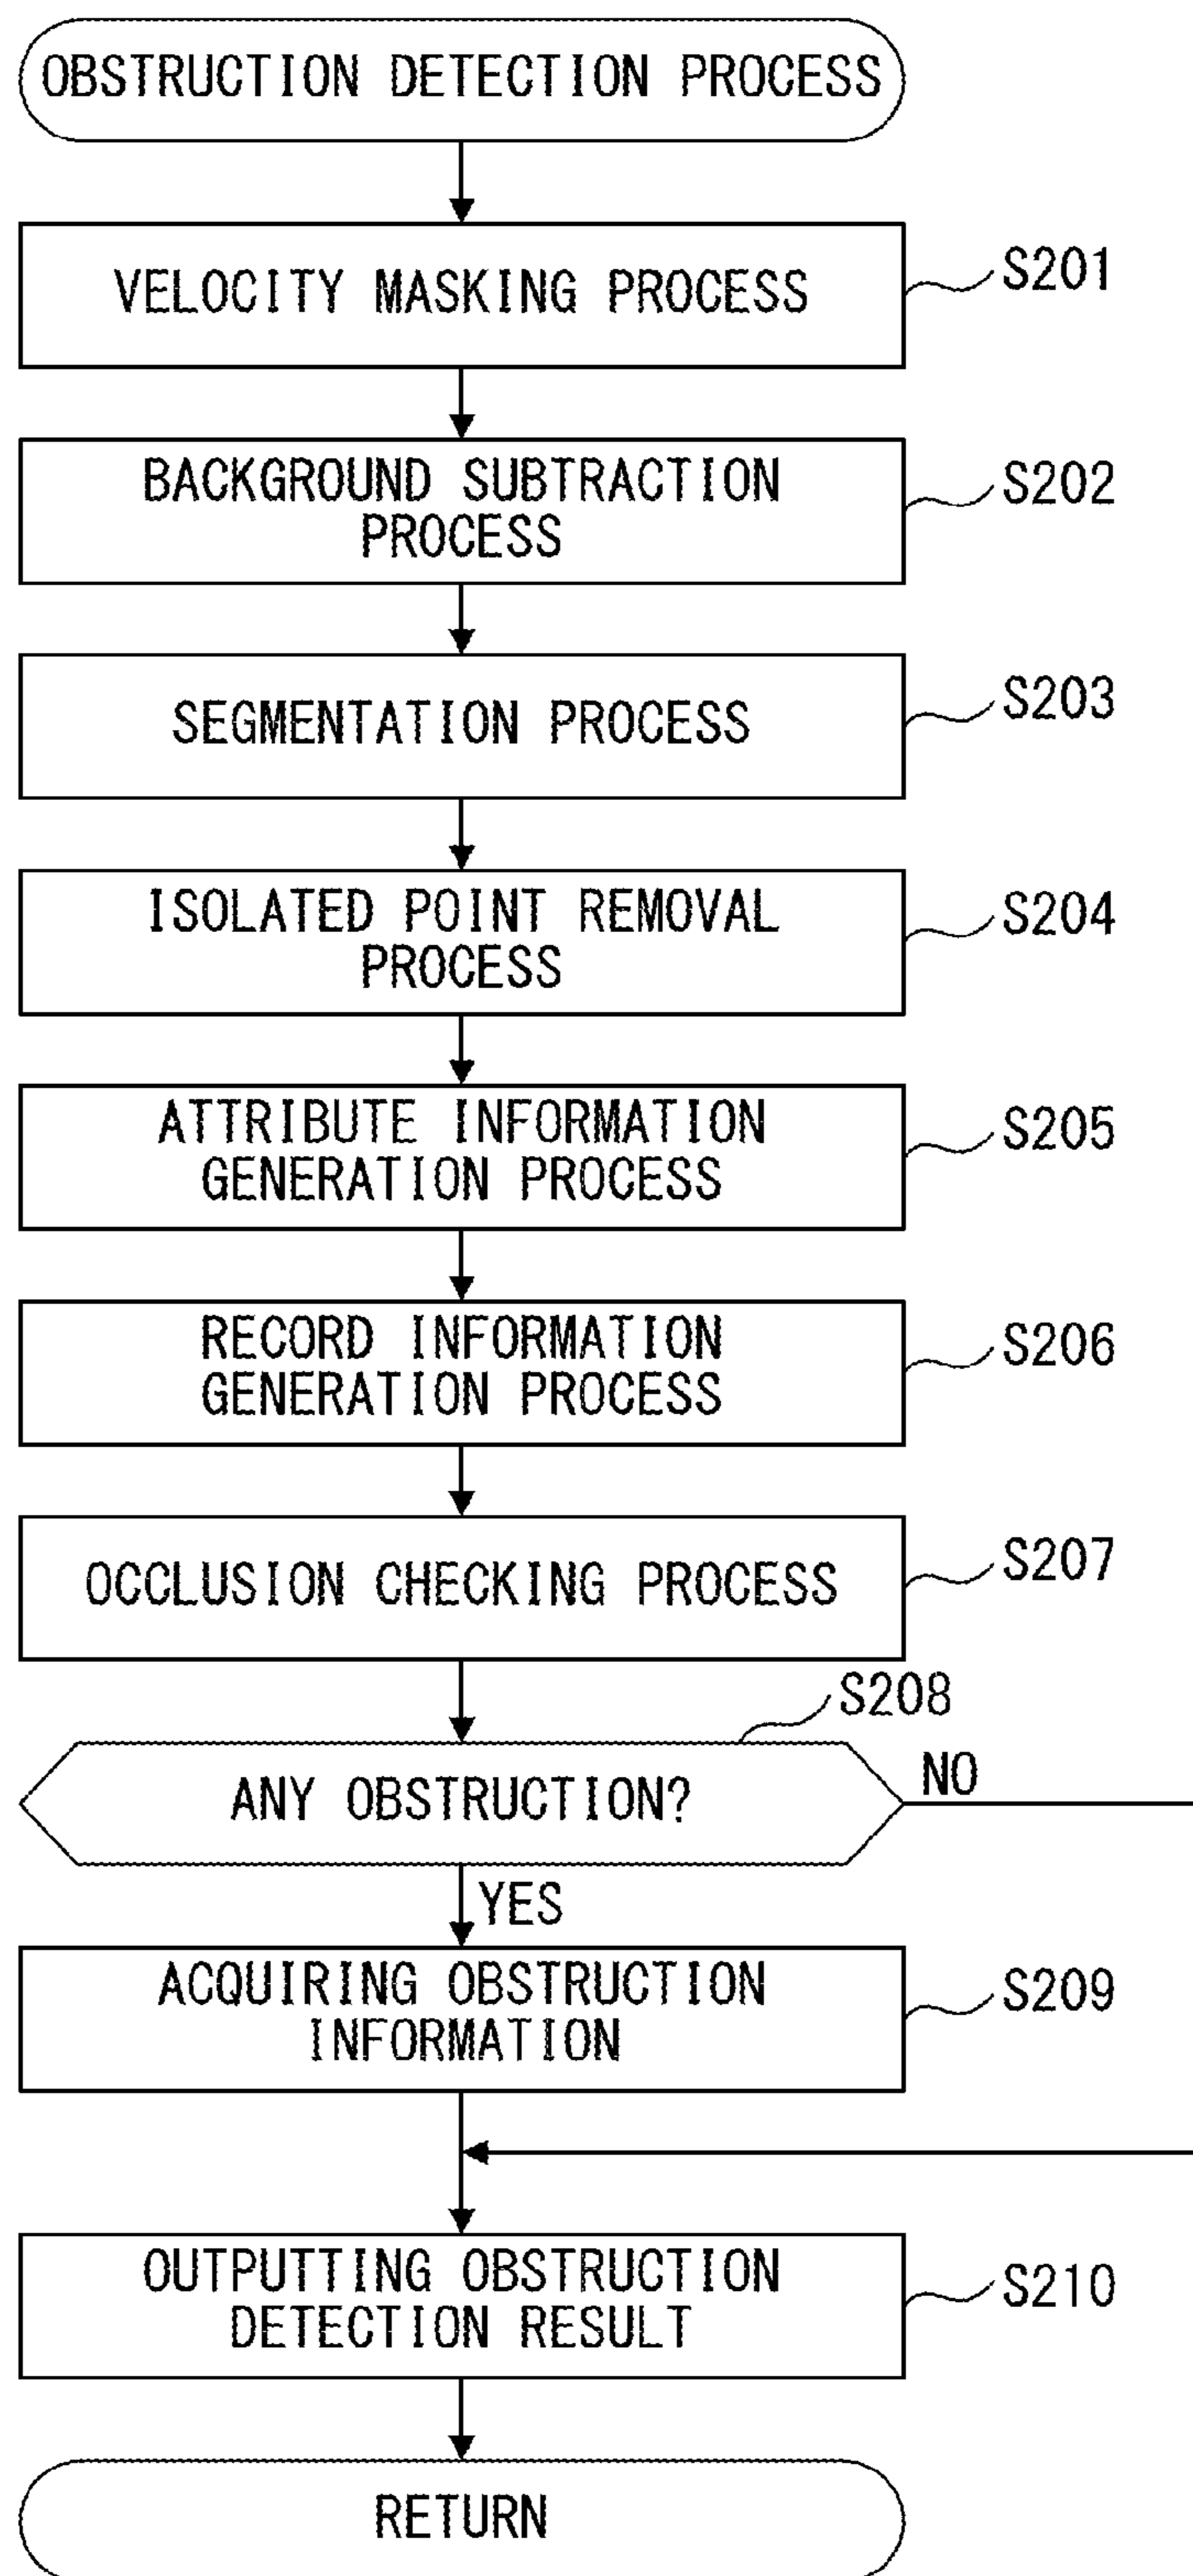 OBSTRUCTION DETECTION PROCESS
VELOCITY MASKING PROCESS
S201
BACKGROUND SUBTRACTION
PROCESS
S202
SEGMENTATION PROCESS
S203
ISOLATED POINT REMOVAL
PROCESS
S204
ATTRIBUTE INFORMATION
GENERATION PROCESS
S205
RECORD INFORMATION
GENERATION PROCESS
S206
OCCLUSION CHECKING PROCESS
S207
S208
ANY OBSTRUCTION?
NO
YES
ACQUIRING OBSTRUCTION
INFORMATION
S209
OUTPUTTING OBSTRUCTION
DETECTION RESULT
S210
RETURN